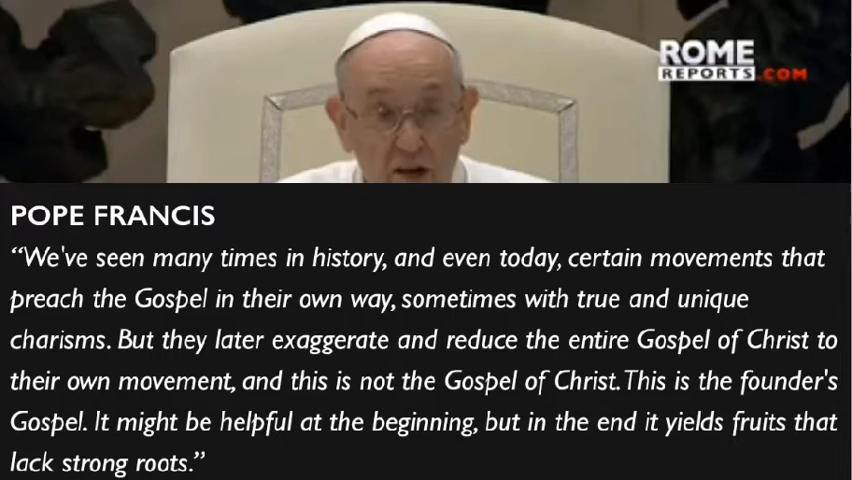 ROME
REPORTS.COM
POPE FRANCIS
“We've seen many times in history, and even today, certain movements that
preach the Gospel in their own way, sometimes with true and unique
charisms. But they later exaggerate and reduce the entire Gospel of Christ to
their own movement, and this is not the Gospel of Christ. This is the founder's
Gospel. It might be helpful at the beginning, but in the end it yields fruits that
lack strong roots.”